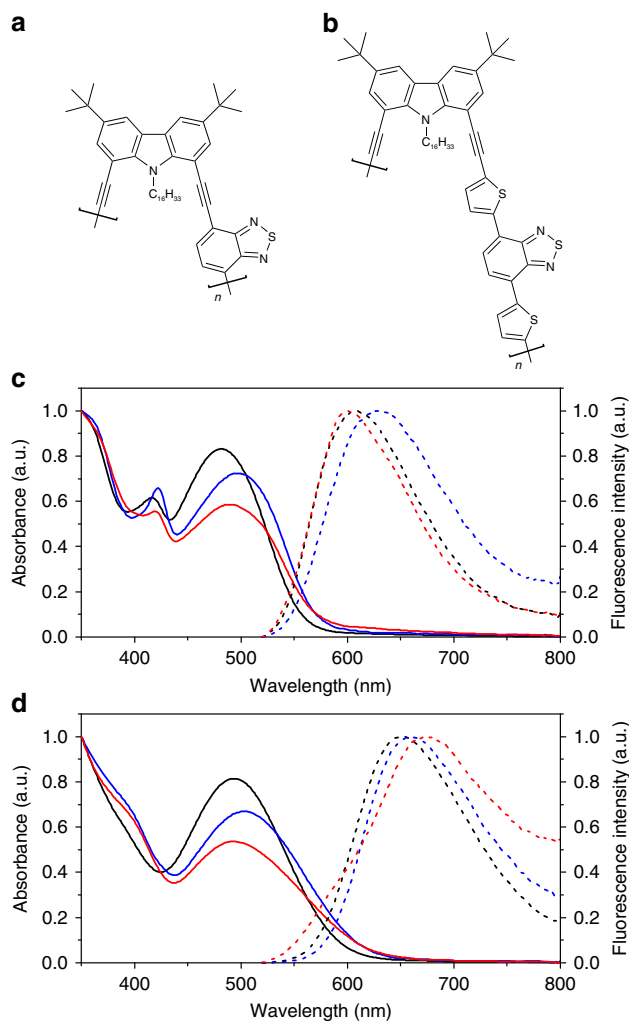 a
b
N
C16H33
N
S
N
n
N
C16H33
S
N
S
N
S
n
c
1.0
0.8
0.6
0.4
0.2
0.0
Absorbance (a.u.)
1.0
0.8
0.6
0.4
0.2
0.0
Fluorescence intensity (a.u.)
400 500 600 700 800
Wavelength (nm)
d
1.0
0.8
0.6
0.4
0.2
0.0
Absorbance (a.u.)
1.0
0.8
0.6
0.4
0.2
0.0
Fluorescence intensity (a.u.)
400 500 600 700 800
Wavelength (nm)